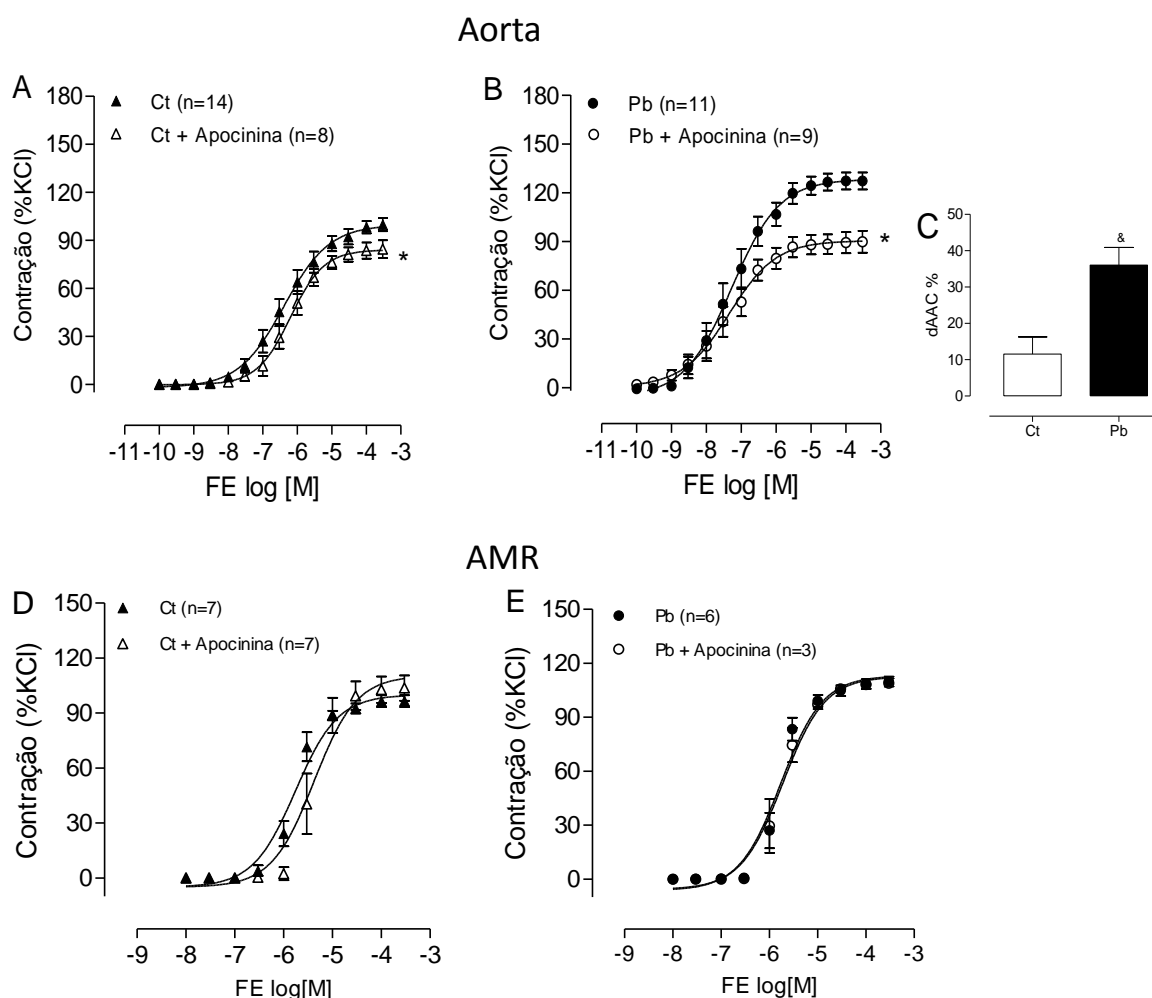 Aorta
A
Ct (n=14)
Ct + Apocinina (n=8)
180
150
120
90
60
30
0
Contração (%KCl)
*
-11 -10 -9 -8 -7 -6 -5 -4 -3
FE log [M]
B
Pb (n=11)
Pb + Apocinina (n=9)
180
150
120
90
60
30
0
Contração (%KCl)
*
-11 -10 -9 -8 -7 -6 -5 -4 -3
FE log [M]
C
50
40
30
20
10
0
dAAC %
&
Ct Pb
AMR
D
Ct (n=7)
Ct + Apocinina (n=7)
150
120
90
60
30
0
Contração (%KCl)
-9 -8 -7 -6 -5 -4 -3
FE log[M]
E
Pb (n=6)
Pb + Apocinina (n=3)
150
120
90
60
30
0
Contração (%KCl)
-9 -8 -7 -6 -5 -4 -3
FE log[M]